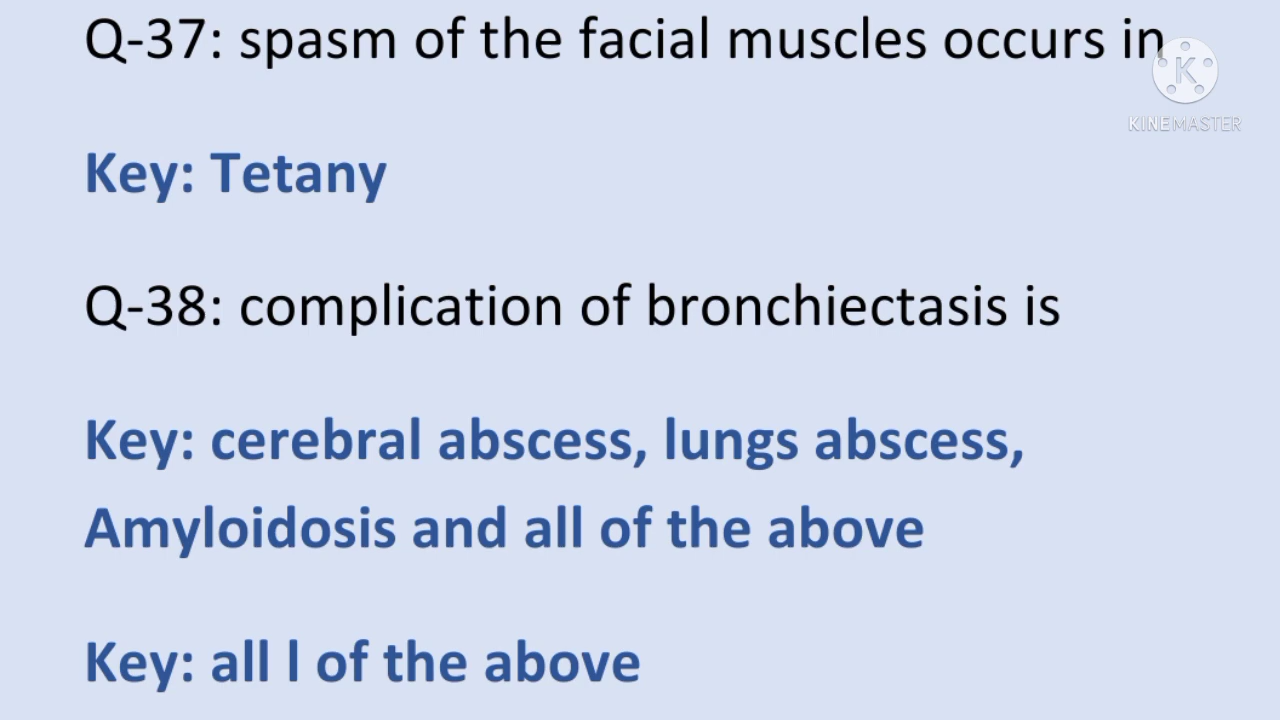 Q-37: spasm of the facial muscles occurs in
K
KINEMASTER
Key: Tetany
Q-38: complication of bronchiectasis is
Key: cerebral abscess, lungs abscess,
Amyloidosis and all of the above
Key: all l of the above